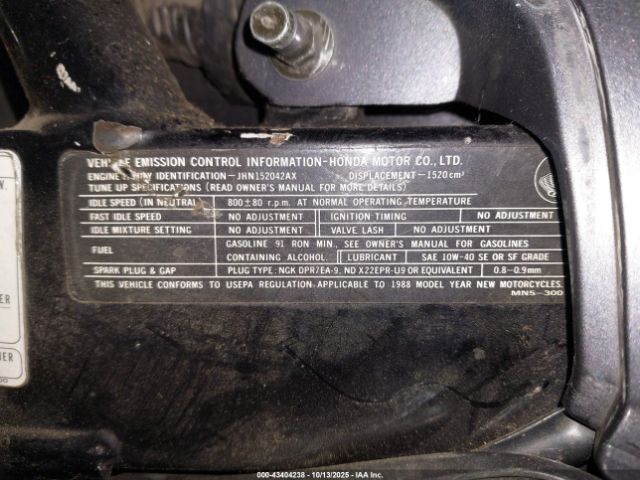 VEHICLE EMISSION CONTROL INFORMATION-HONDA MOTOR CO., LTD.
ENGINE FAMILY IDENTIFICATION-JHN152042AX DISPLACEMENT-1520cm³
TUNE UP SPECIFICATIONS (READ OWNER'S MANUAL FOR MORE DETAILS)
IDLE SPEED (IN NEUTRAL) 800±80 r.p.m. AT NORMAL OPERATING TEMPERATURE
FAST IDLE SPEED NO ADJUSTMENT IGNITION TIMING NO ADJUSTMENT
IDLE MIXTURE SETTING NO ADJUSTMENT VALVE LASH NO ADJUSTMENT
FUEL GASOLINE 91 RON MIN., SEE OWNER'S MANUAL FOR GASOLINES
CONTAINING ALCOHOL LUBRICANT SAE 10W-40 SE OR SF GRADE
SPARK PLUG & GAP PLUG TYPE: NGK DPR7EA-9, ND X22EPR-U9 OR EQUIVALENT 0.8-0.9mm
THIS VEHICLE CONFORMS TO USEPA REGULATION APPLICABLE TO 1988 MODEL YEAR NEW MOTORCYCLES.
MN5-300
000-43404238 - 10/13/2025 - IAA Inc.